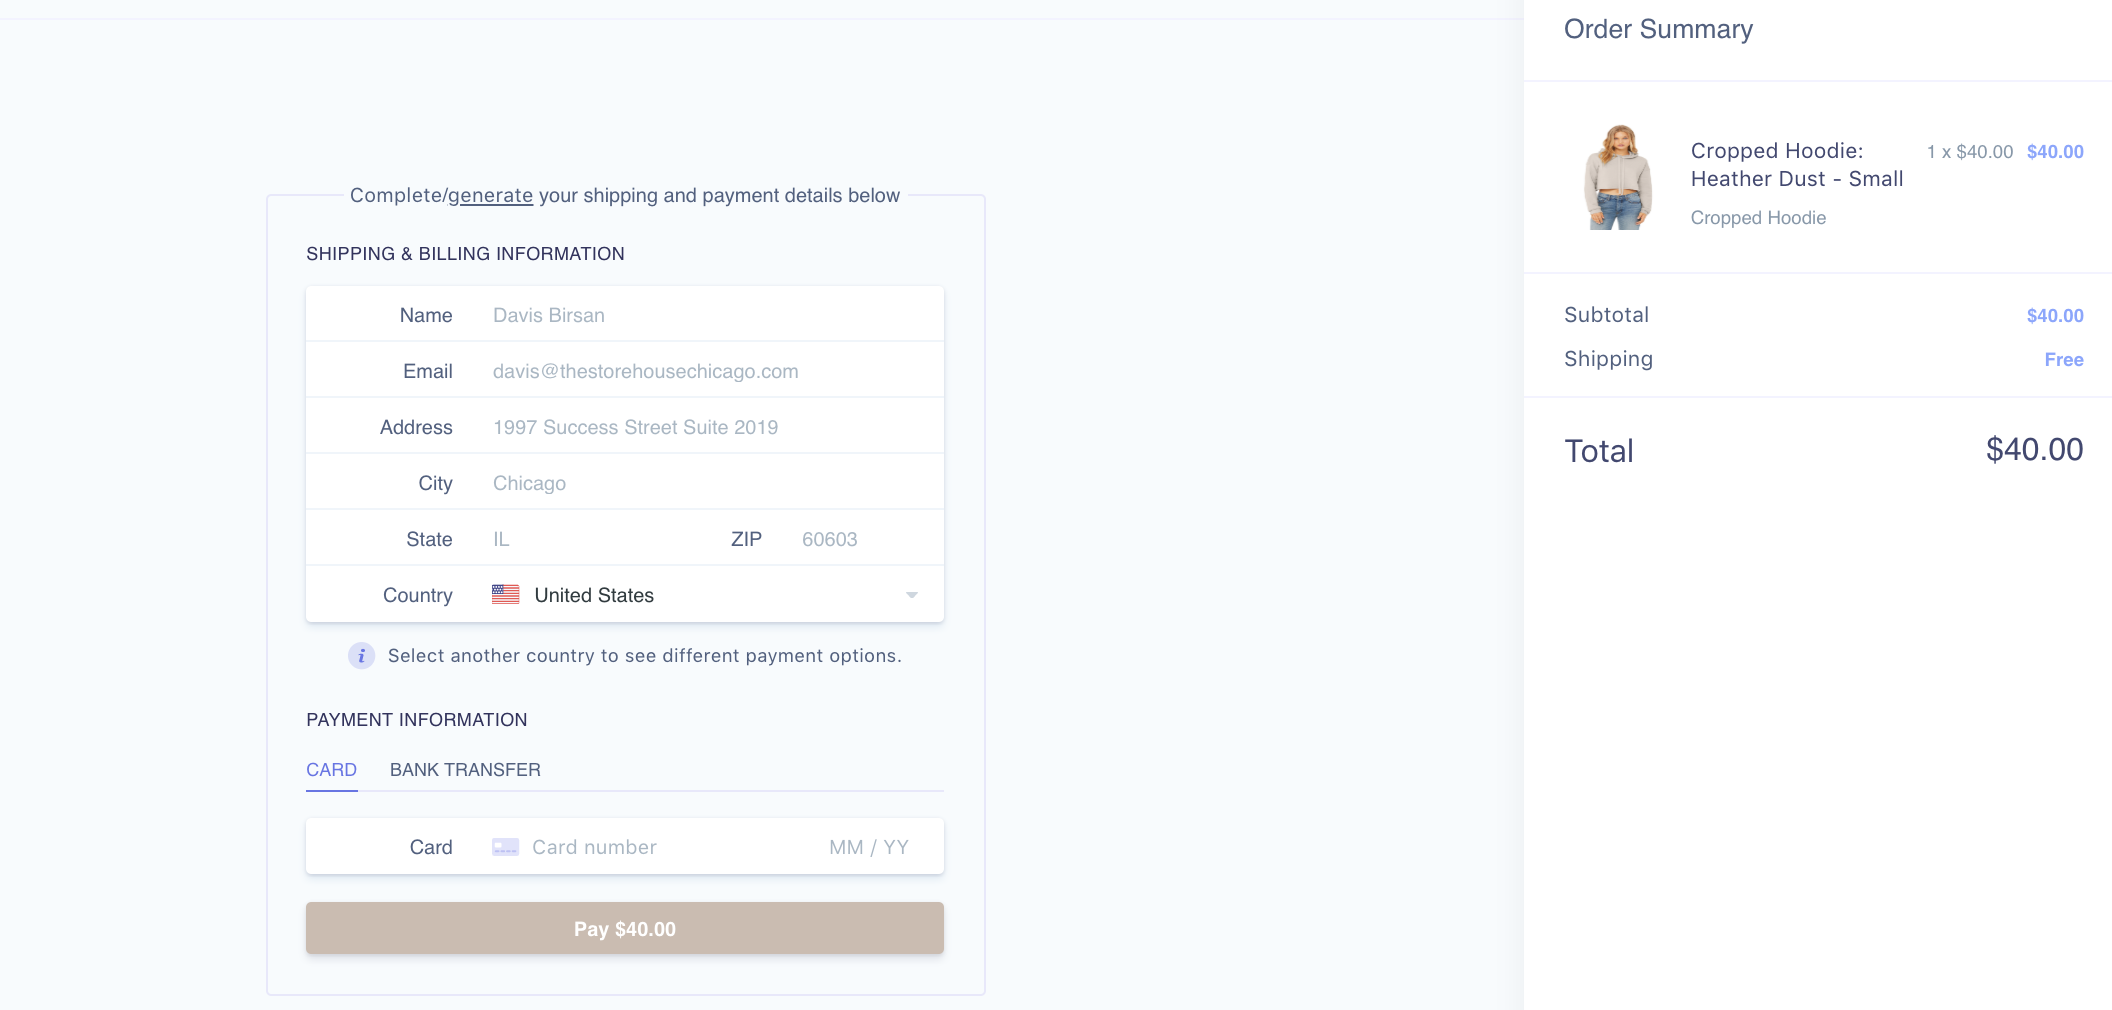 Order Summary
Cropped Hoodie: 1 x $40.00 $40.00
Heather Dust - Small
Cropped Hoodie
Subtotal $40.00
Shipping Free
Total $40.00
Complete/generate your shipping and payment details below
SHIPPING & BILLING INFORMATION
Name Davis Birsan
Email davis@thestorehousechicago.com
Address 1997 Success Street Suite 2019
City Chicago
State IL ZIP 60603
Country United States
i Select another country to see different payment options.
PAYMENT INFORMATION
CARD BANK TRANSFER
Card Card number MM / YY
Pay $40.00